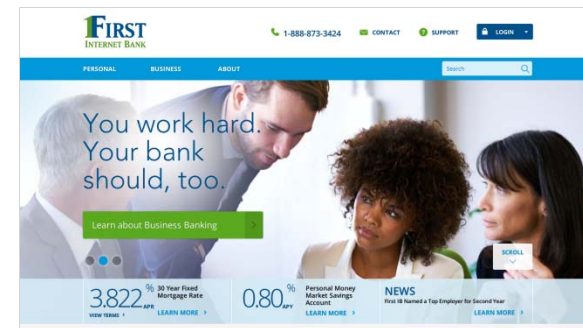 1FIRST
INTERNET BANK
1-888-873-3424 CONTACT ? SUPPORT LOGIN
PERSONAL BUSINESS ABOUT Search
You work hard.
Your bank
should, too.
Learn about Business Banking >
SCROLL
3.822% APR 30 Year Fixed Mortgage Rate
VIEW TERMS > LEARN MORE >
0.80% APY Personal Money Market Savings Account
LEARN MORE >
NEWS
First IB Named a Top Employer for Second Year
LEARN MORE >